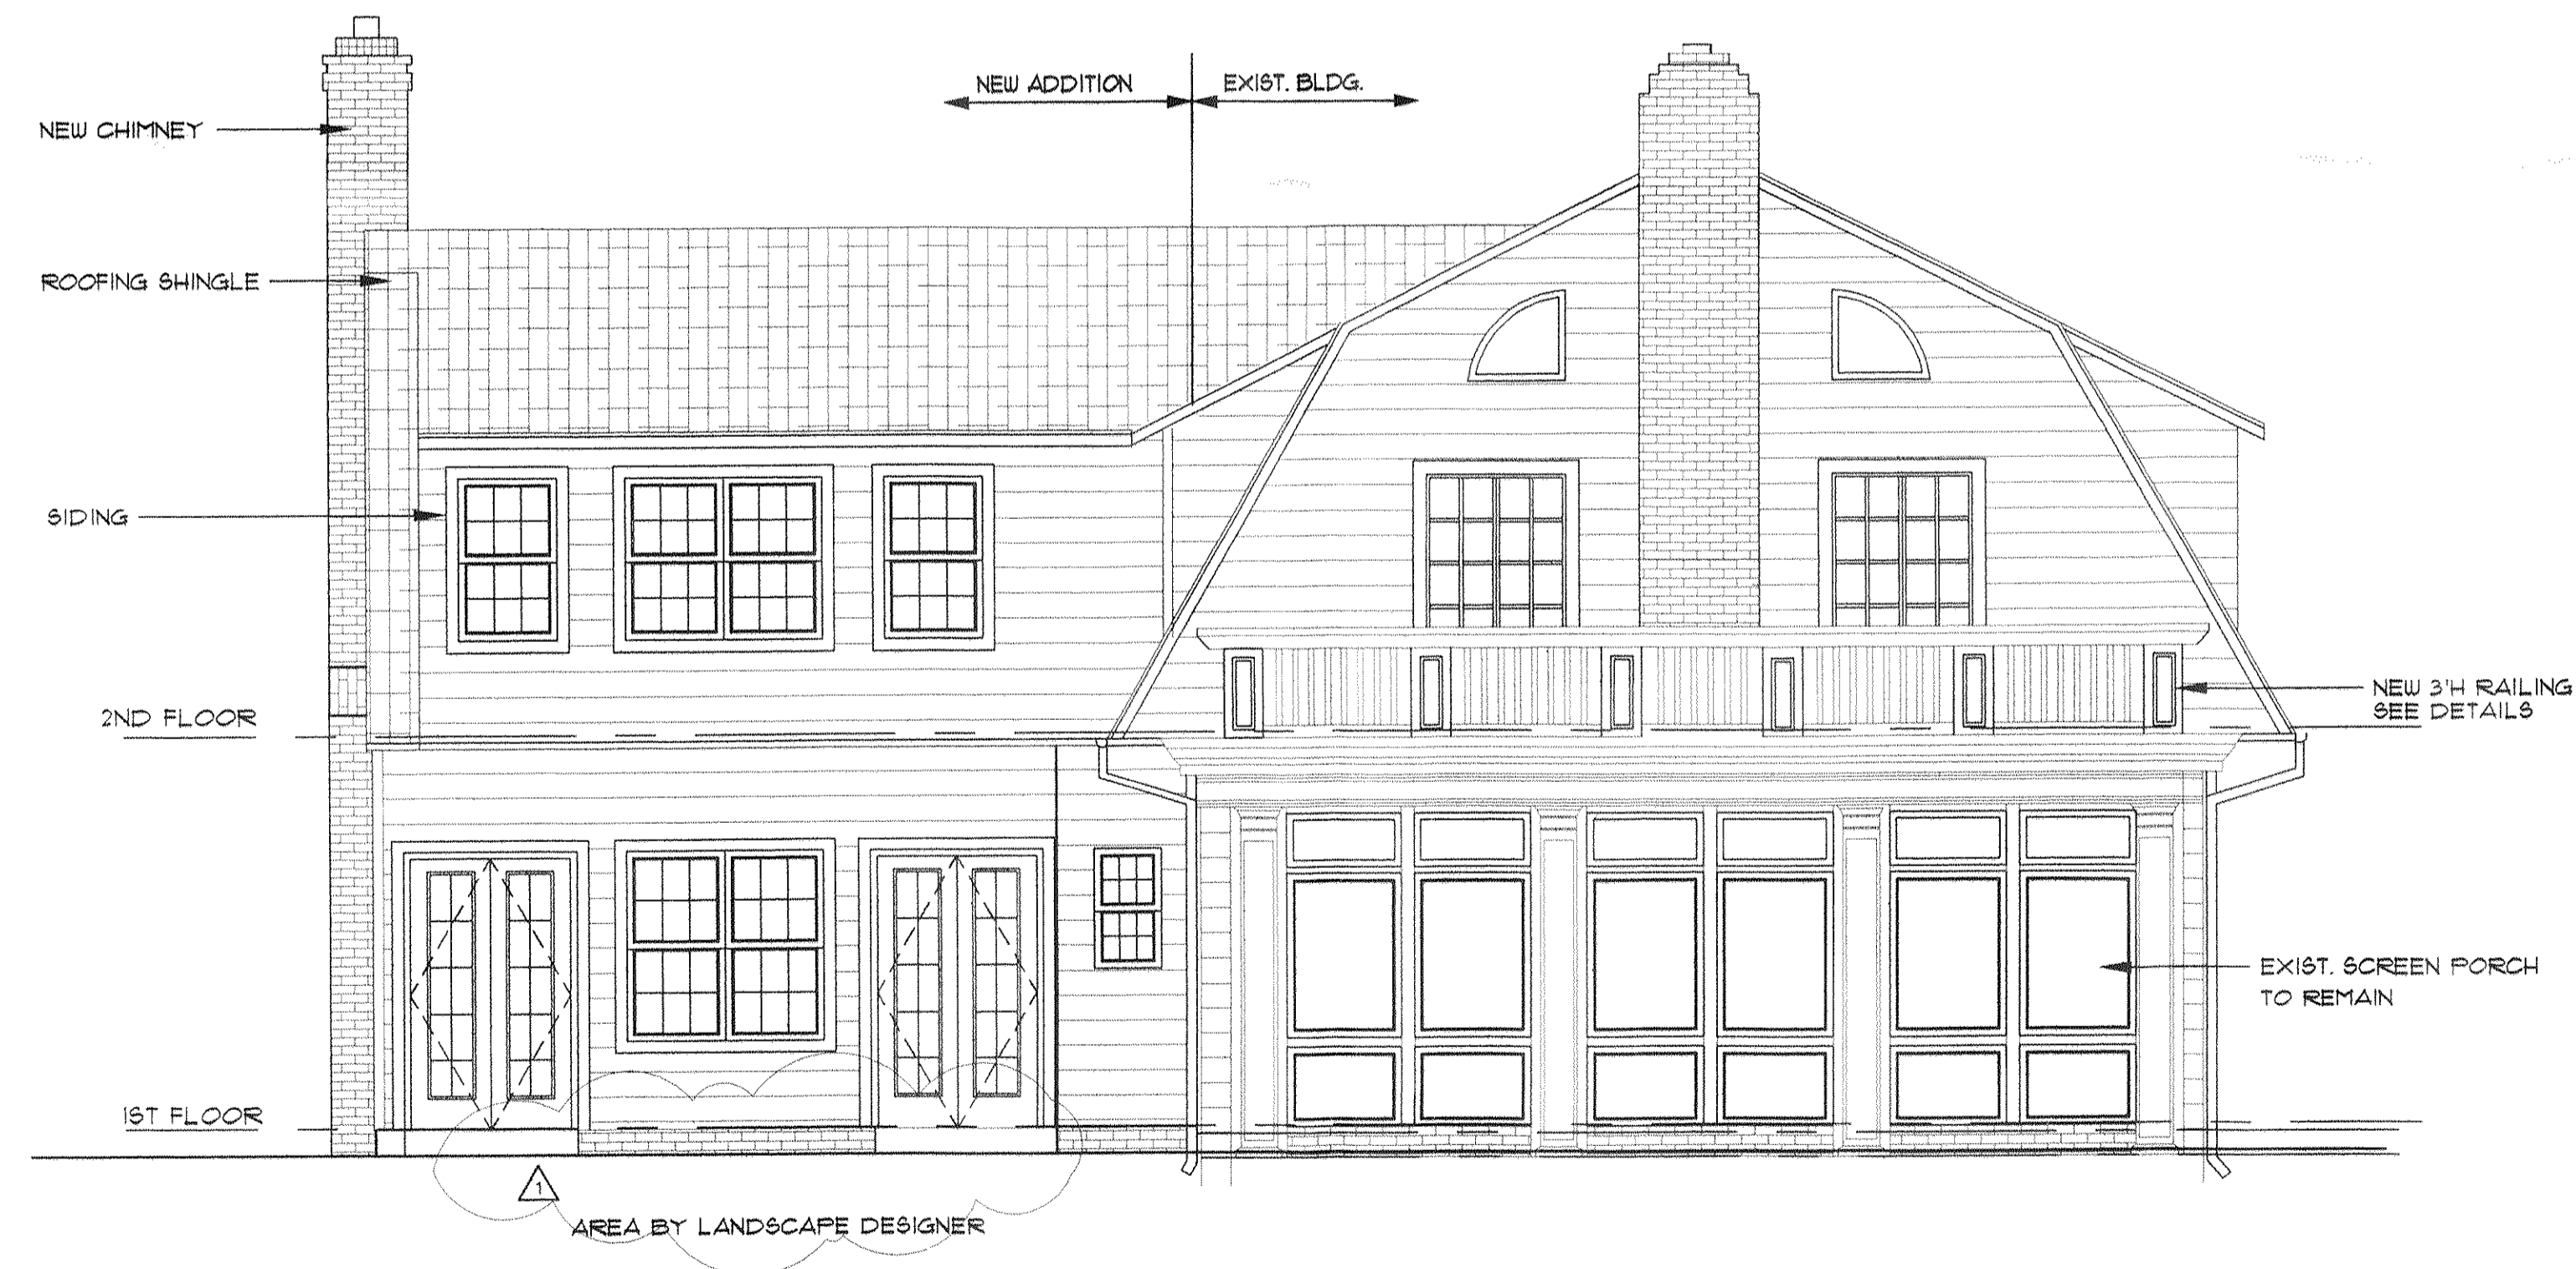 NEW ADDITION
EXIST. BLDG.
NEW CHIMNEY
ROOFING SHINGLE
SIDING
2ND FLOOR
NEW 3'H RAILING
SEE DETAILS
EXIST. SCREEN PORCH
TO REMAIN
1ST FLOOR
1
AREA BY LANDSCAPE DESIGNER